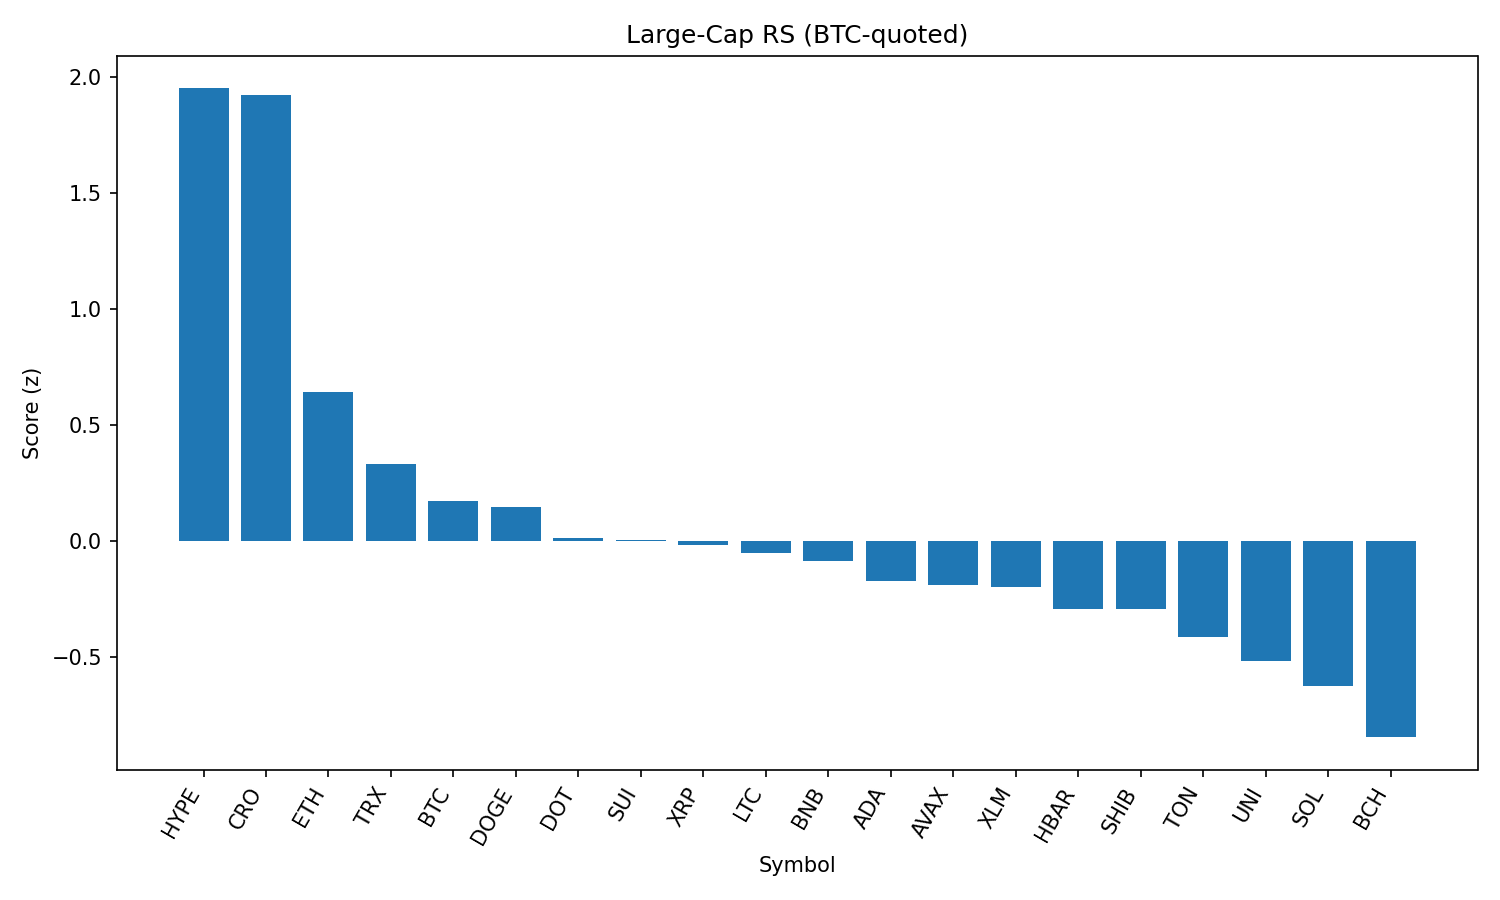 Large-Cap RS (BTC-quoted)
2.0
1.5
1.0
0.5
0.0
−0.5
Score (z)
HYPE
CRO
ETH
TRX
BTC
DOGE
DOT
SUI
XRP
LTC
BNB
ADA
AVAX
XLM
HBAR
SHIB
TON
UNI
SOL
BCH
Symbol